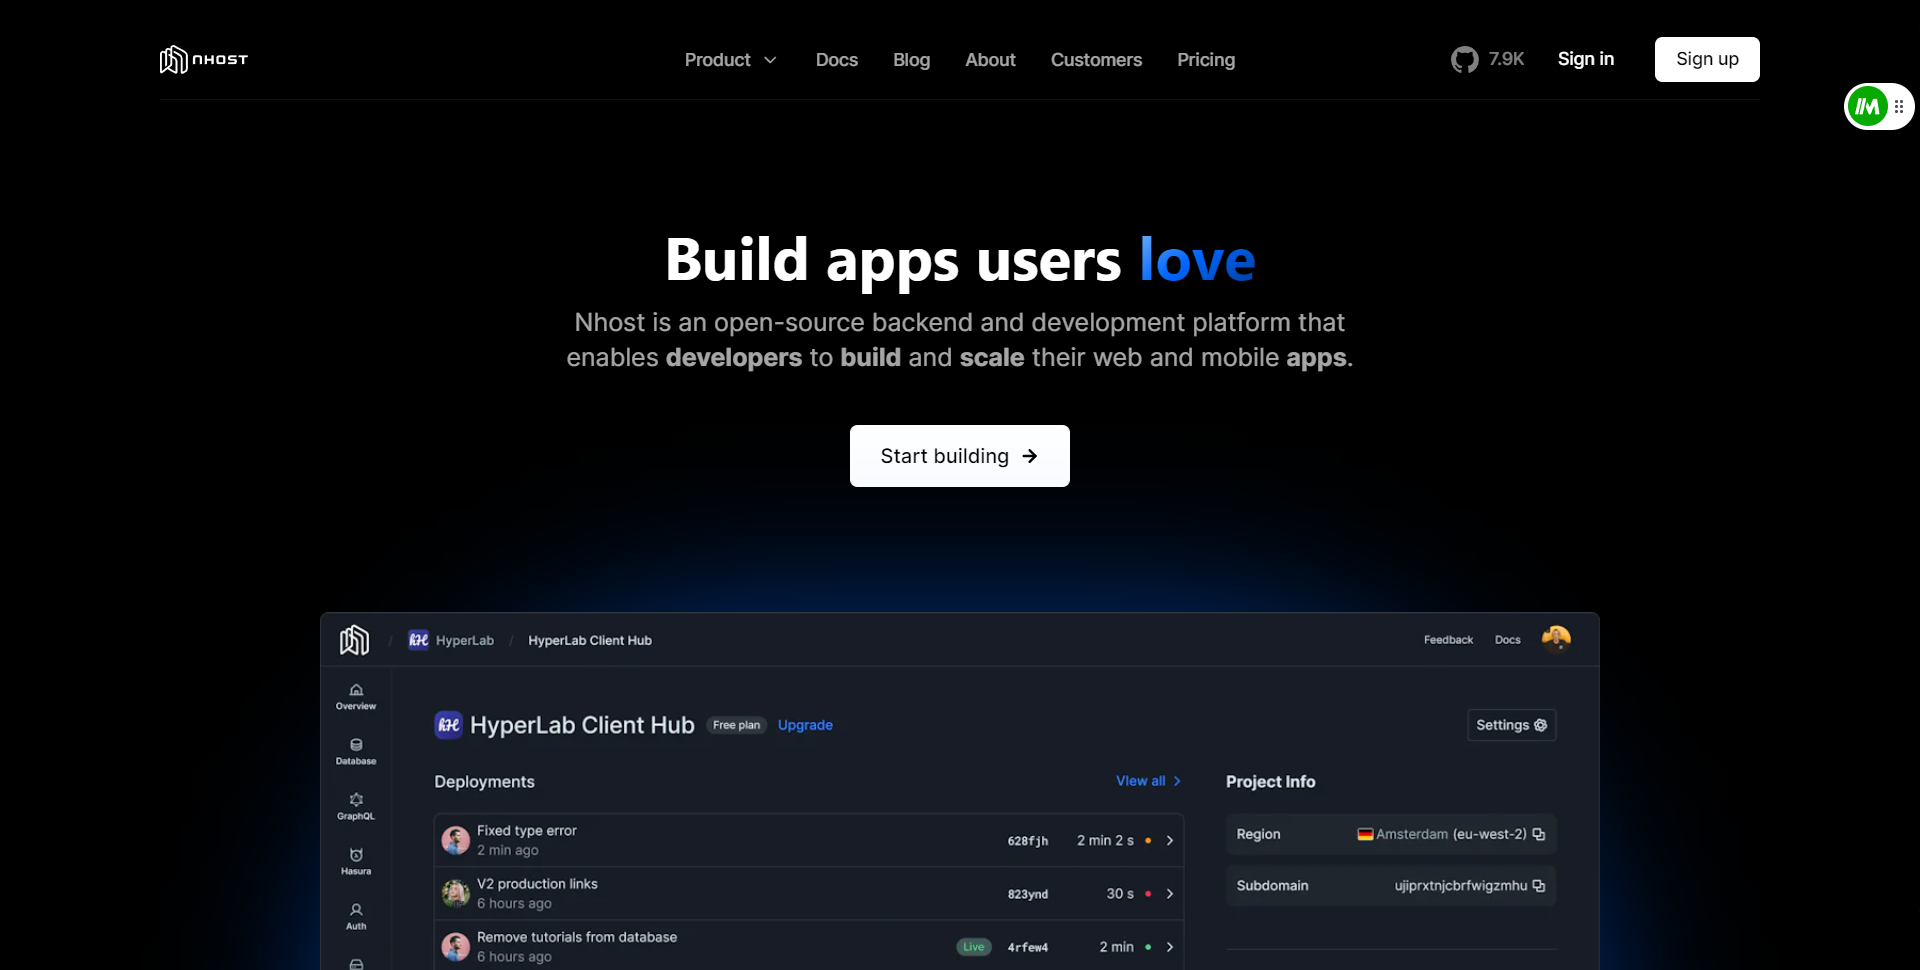 NHOST
Product
Docs
Blog
About
Customers
Pricing
7.9K
Sign in
Sign up
Build apps users love
Nhost is an open-source backend and development platform that
enables developers to build and scale their web and mobile apps.
Start building →
/ HyperLab / HyperLab Client Hub
Feedback
Docs
Overview
Database
GraphQL
Hasura
Auth
HyperLab Client Hub
Free plan
Upgrade
Settings
Deployments
VIew all
Fixed type error
2 min ago
628fjh
2 min 2 s
V2 production links
6 hours ago
823ynd
30 s
Remove tutorials from database
6 hours ago
Live
4rfew4
2 min
Project Info
Region
Amsterdam (eu-west-2)
Subdomain
ujiprxtnjcbrfwigzmhu